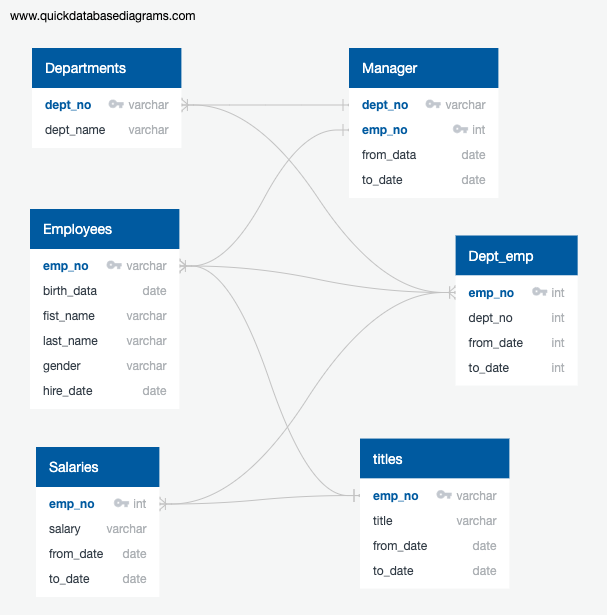 www.quickdatabasediagrams.com
Departments
dept_no varchar
dept_name varchar
Manager
dept_no varchar
emp_no int
from_data date
to_date date
Employees
emp_no varchar
birth_data date
fist_name varchar
last_name varchar
gender varchar
hire_date date
Dept_emp
emp_no int
dept_no int
from_date int
to_date int
Salaries
emp_no int
salary varchar
from_date date
to_date date
titles
emp_no varchar
title varchar
from_date date
to_date date